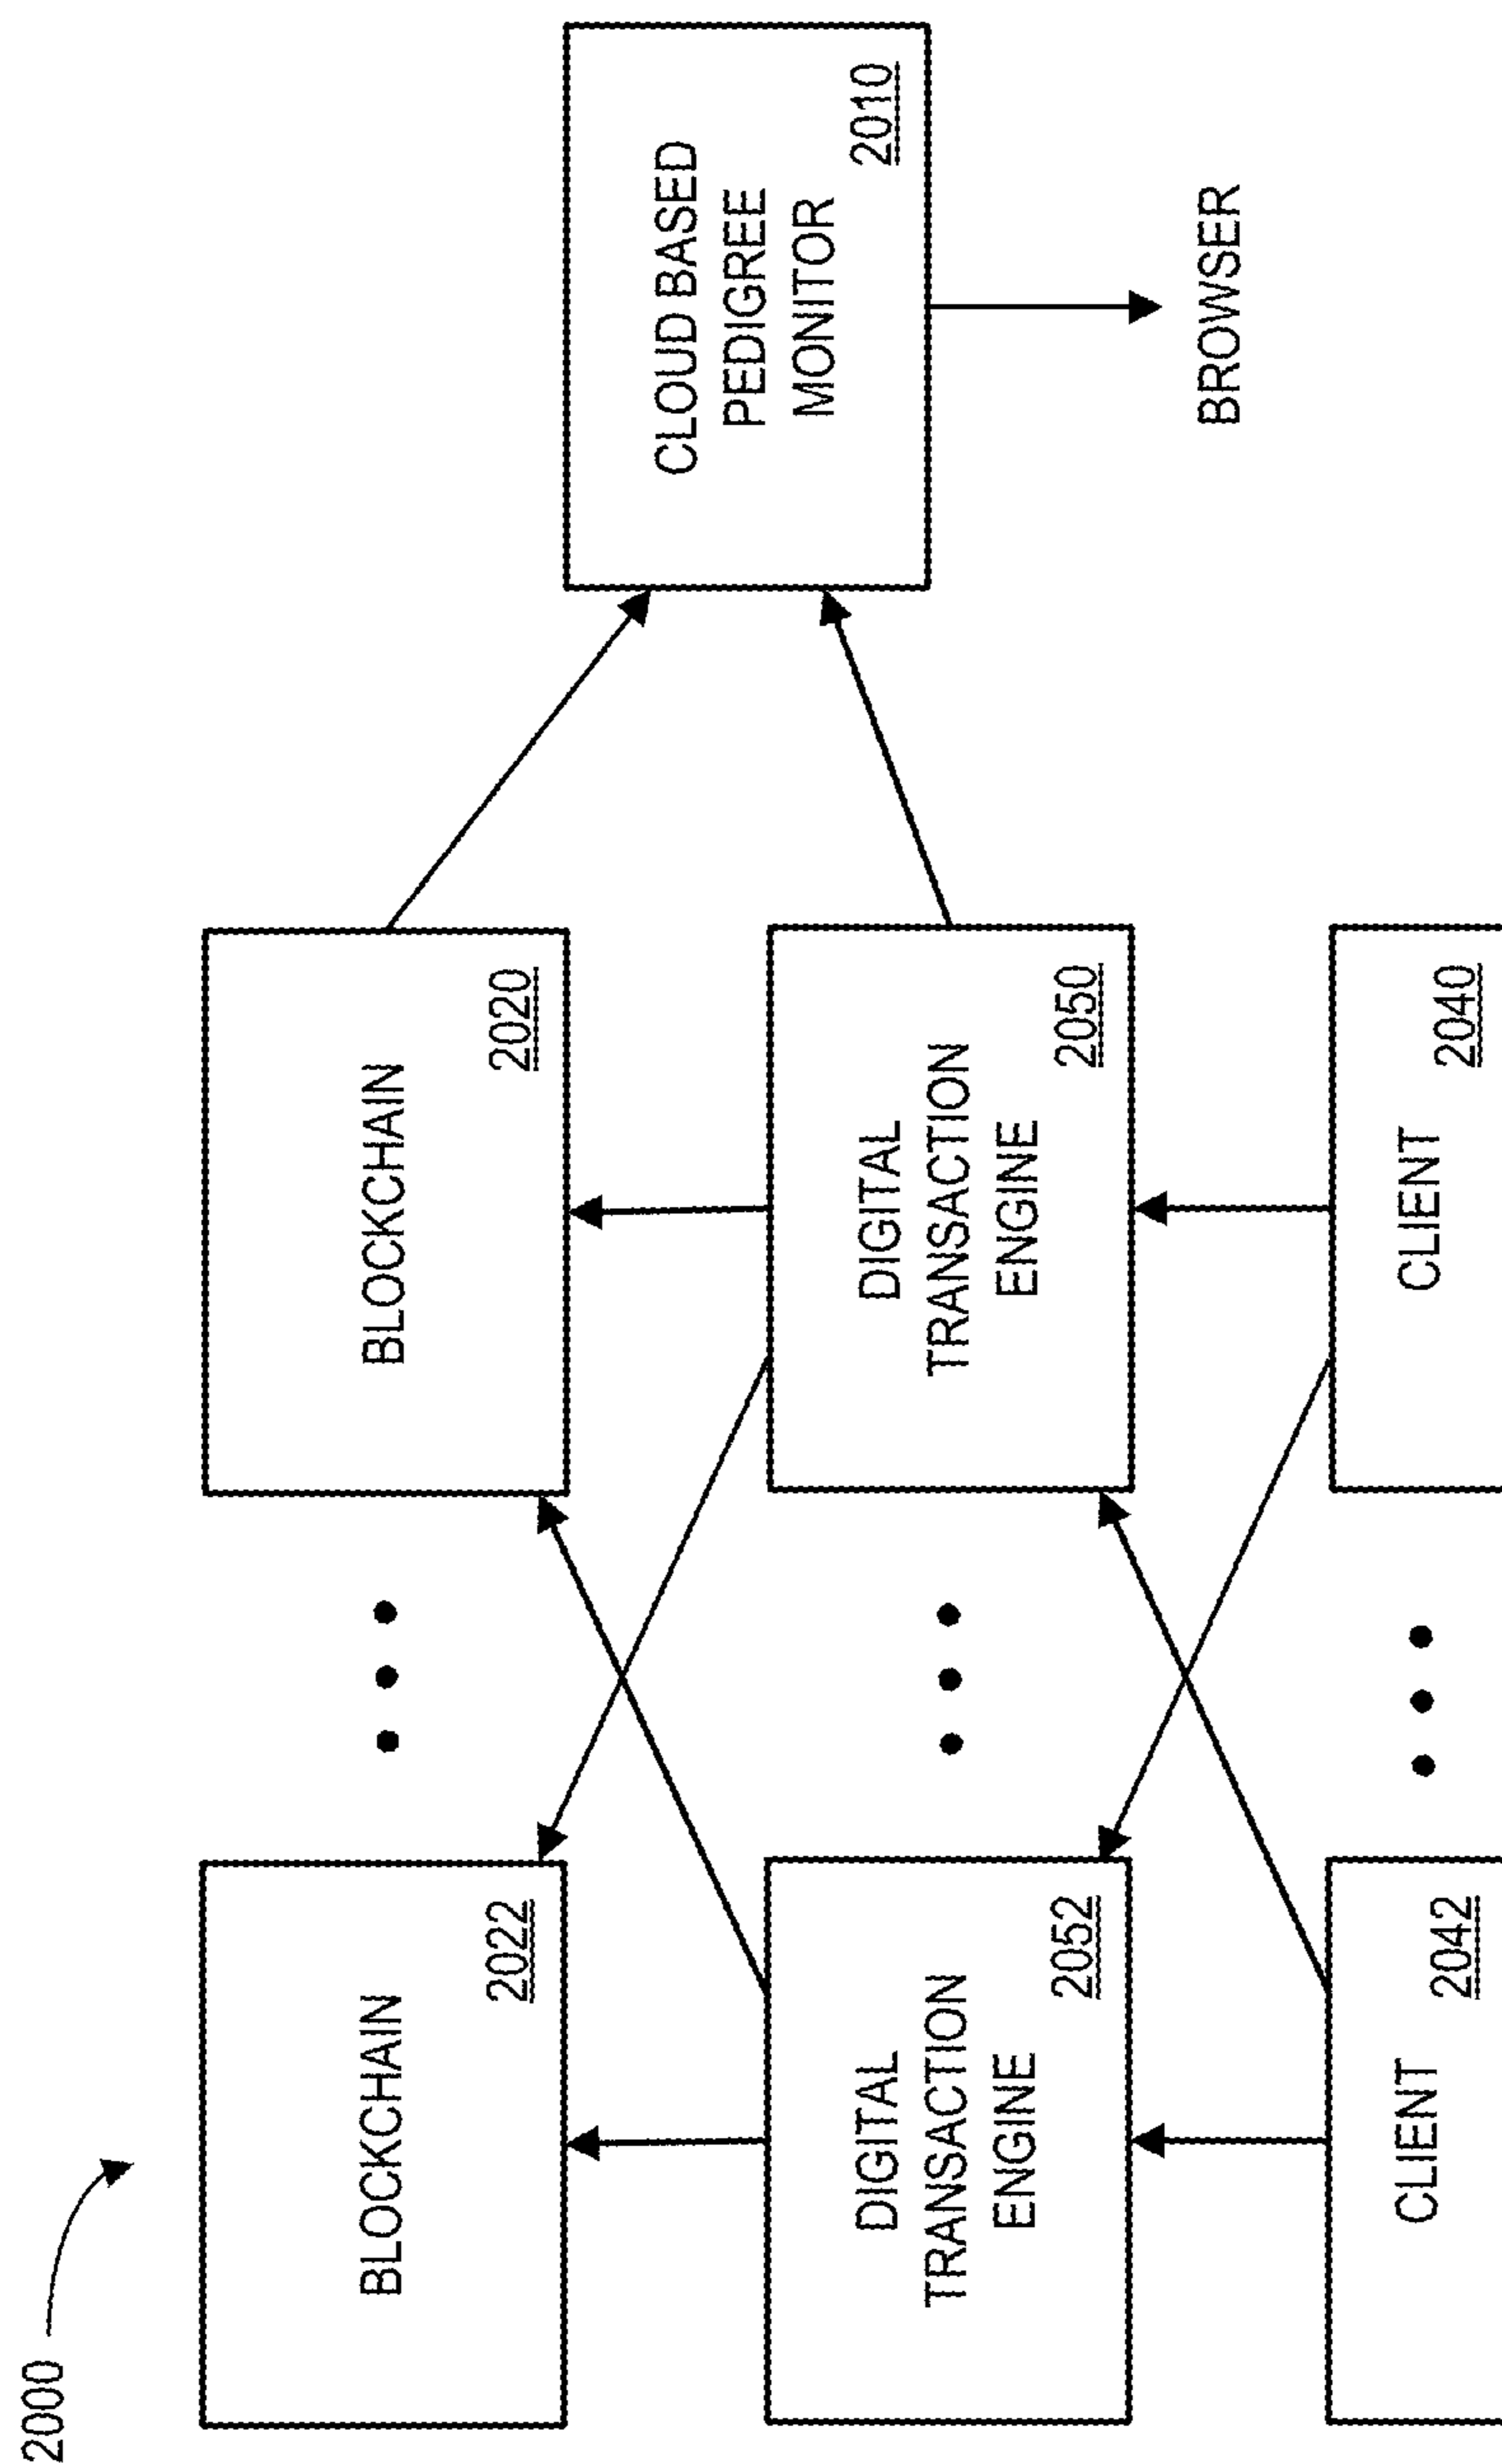 2000
BLOCKCHAIN
2022
BLOCKCHAIN
2020
DIGITAL
TRANSACTION
ENGINE
2052
DIGITAL
TRANSACTION
ENGINE
2050
CLIENT
2042
CLIENT
2040
CLOUD BASED
PEDIGREE
MONITOR
2010
BROWSER